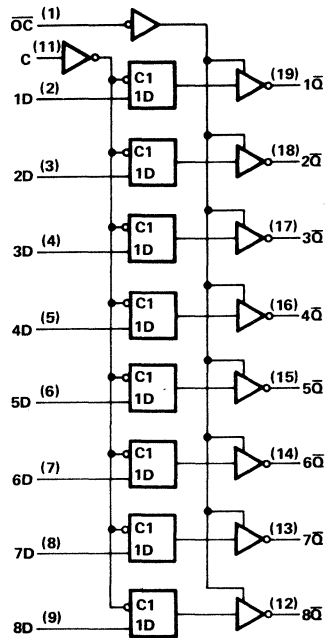 O̅C̅ (1)
C (11)
C1
1D (2) 1D (19) 1Q̅
C1
2D (3) 1D (18) 2Q̅
C1
3D (4) 1D (17) 3Q̅
C1
4D (5) 1D (16) 4Q̅
C1
5D (6) 1D (15) 5Q̅
C1
6D (7) 1D (14) 6Q̅
C1
7D (8) 1D (13) 7Q̅
C1
8D (9) 1D (12) 8Q̅